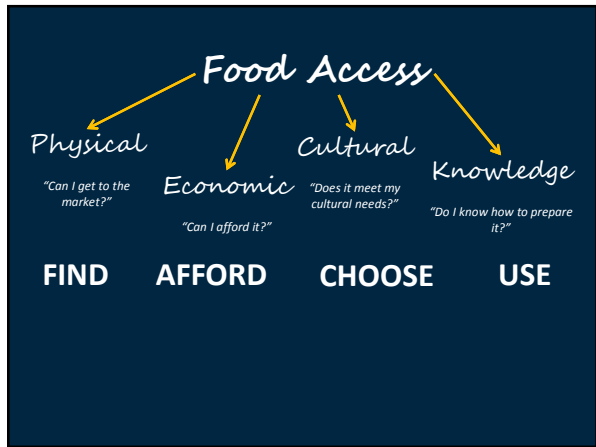 Food Access
Physical
"Can I get to the
market?"
Economic
"Can I afford it?"
Cultural
"Does it meet my
cultural needs?"
Knowledge
"Do I know how to prepare
it?"
FIND AFFORD CHOOSE USE